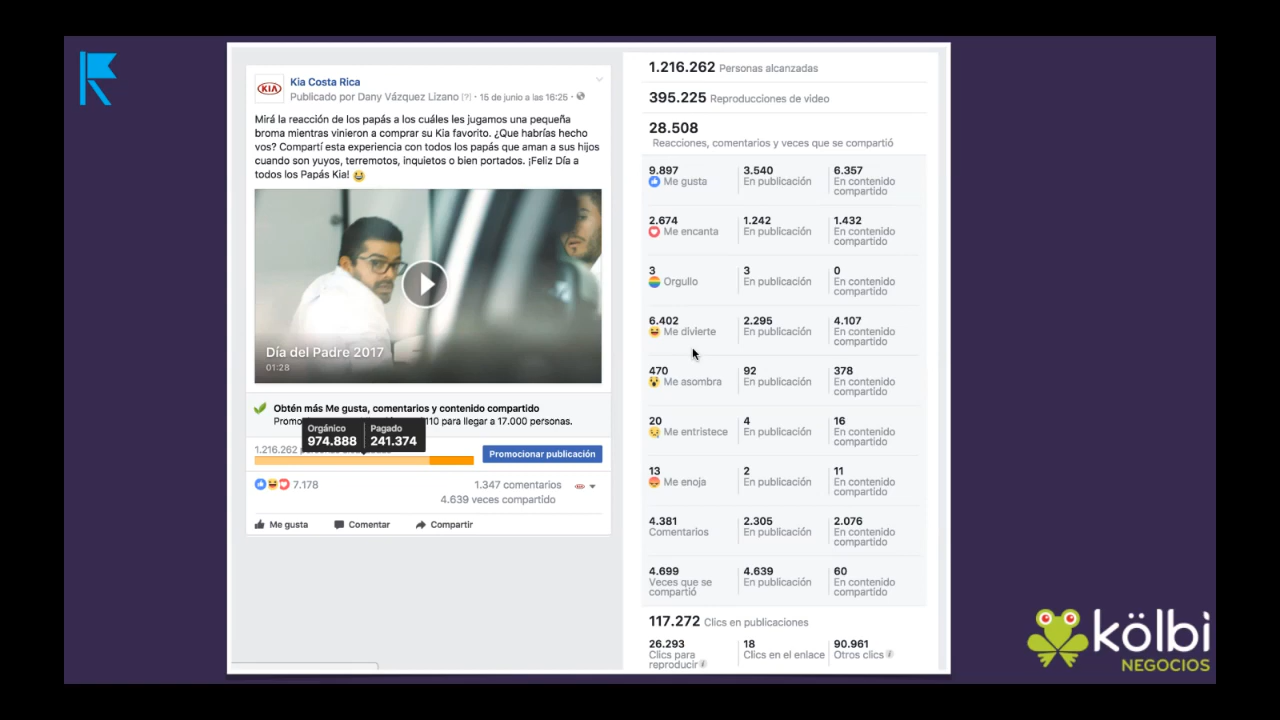 KIA
Kia Costa Rica
Publicado por Dany Vázquez Lizano [?] · 15 de junio a las 16:25 ·
Mirá la reacción de los papás a los cuáles les jugamos una pequeña
broma mientras vinieron a comprar su Kia favorito. ¿Que habrías hecho
vos? Compartí esta experiencia con todos los papás que aman a sus hijos
cuando son yuyos, terremotos, inquietos o bien portados. ¡Feliz Día a
todos los Papás Kia!
Día del Padre 2017
01:28
Obtén más Me gusta, comentarios y contenido compartido
Promo 110 para llegar a 17.000 personas.
Orgánico Pagado
974.888 241.374
1.216.262
Promocionar publicación
7.178 1.347 comentarios
4.639 veces compartido
Me gusta Comentar Compartir
1.216.262 Personas alcanzadas
395.225 Reproducciones de video
28.508
Reacciones, comentarios y veces que se compartió
9.897 3.540 6.357
Me gusta En publicación En contenido
compartido
2.674 1.242 1.432
Me encanta En publicación En contenido
compartido
3 3 0
Orgullo En publicación En contenido
compartido
6.402 2.295 4.107
Me divierte En publicación En contenido
compartido
470 92 378
Me asombra En publicación En contenido
compartido
20 4 16
Me entristece En publicación En contenido
compartido
13 2 11
Me enoja En publicación En contenido
compartido
4.381 2.305 2.076
Comentarios En publicación En contenido
compartido
4.699 4.639 60
Veces que se En publicación En contenido
compartió compartido
117.272 Clics en publicaciones
26.293 18 90.961
Clics para Clics en el enlace Otros clics
reproducir
kölbi
NEGOCIOS